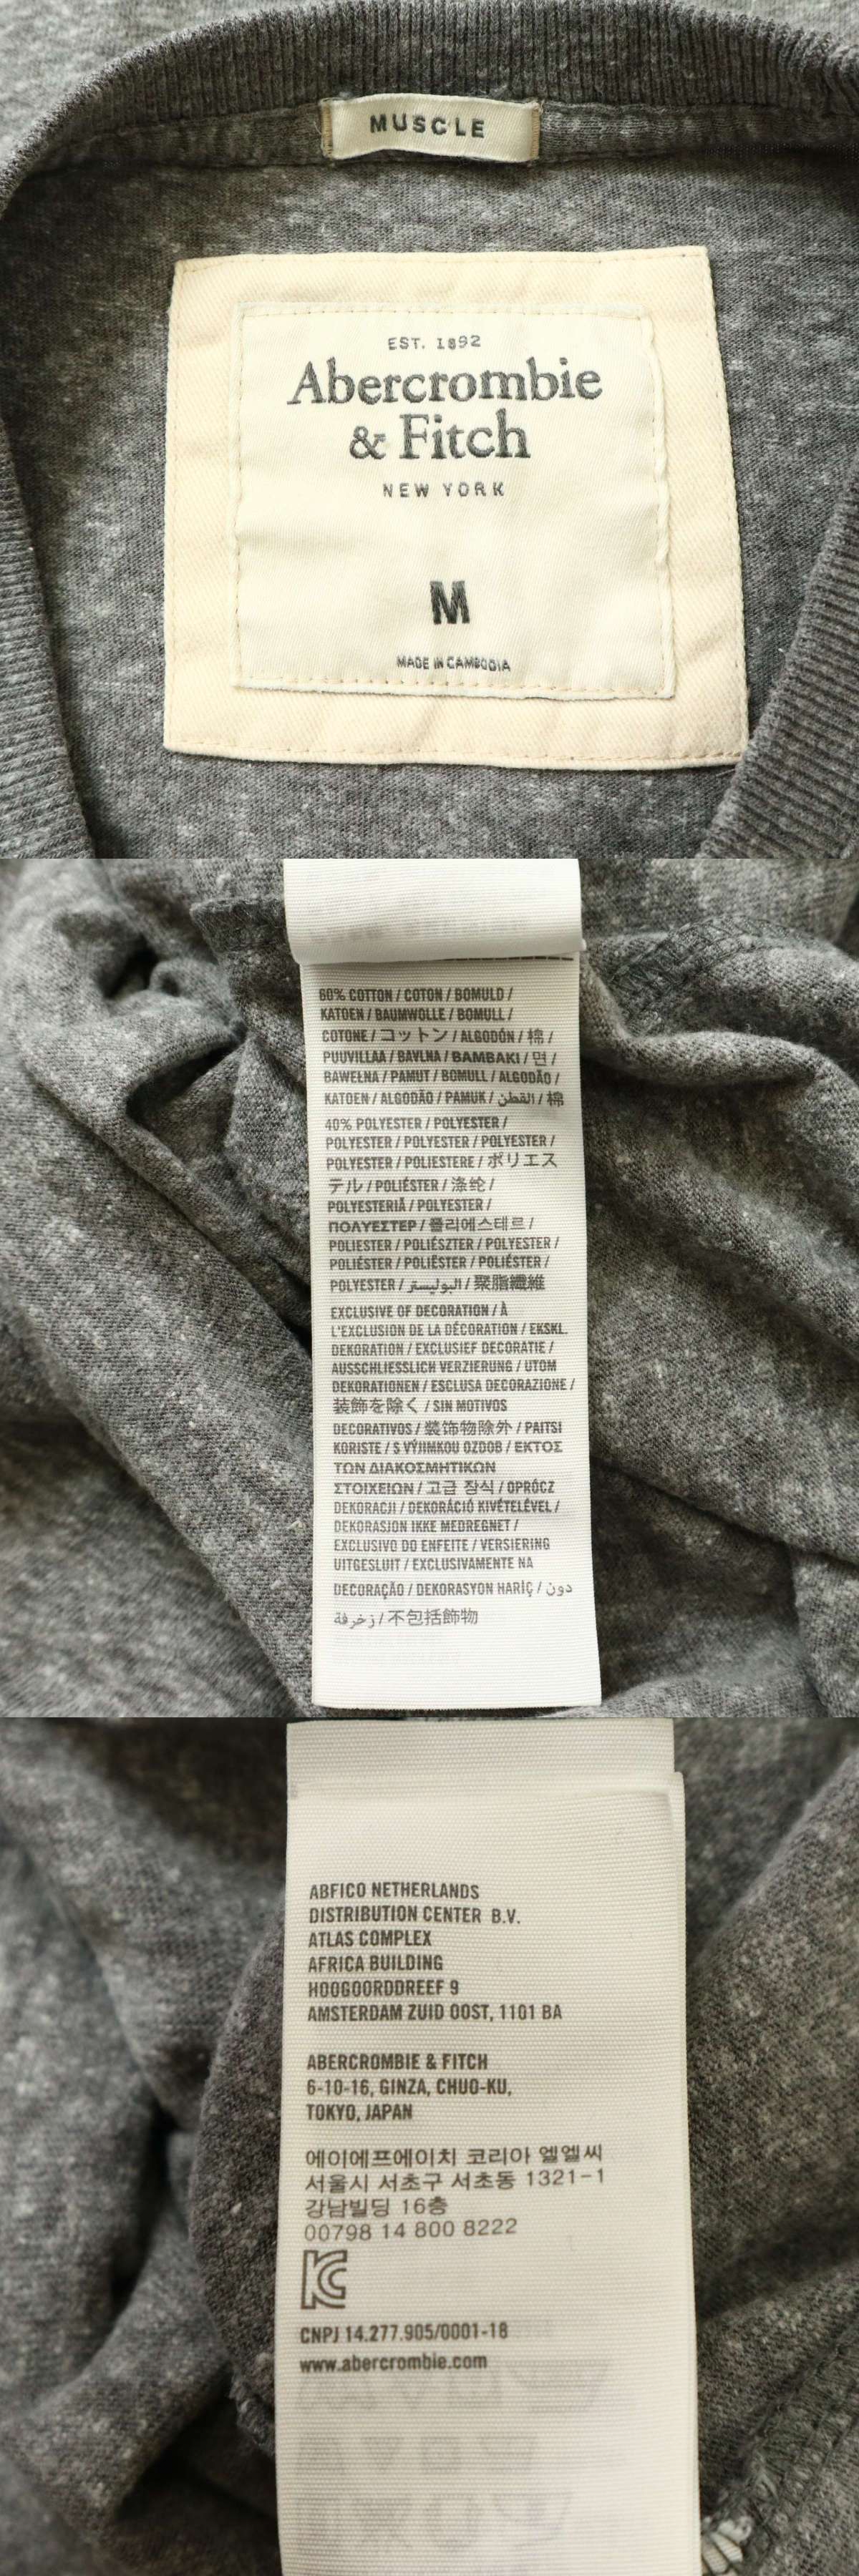 MUSCLE
EST. 1892
Abercrombie
& Fitch
NEW YORK
M
MADE IN CAMBODIA
60% COTTON / COTON / BOMULD /
KATOEN / BAUMWOLLE / BOMULL /
COTONE / コットン / ALGODÓN / 棉 /
PUUVILLAA / BAVLNA / ΒΑΜΒΑΚΙ / 면 /
BAWEŁNA / PAMUT / BOMULL / ALGODÃO /
KATOEN / ALGODÃO / PAMUK / القطن / 棉
40% POLYESTER / POLYESTER /
POLYESTER / POLYESTER / POLYESTER /
POLYESTER / POLIESTERE / ポリエス
テル / POLIÉSTER / 涤纶 /
POLYESTERIÄ / POLYESTER /
ΠΟΛΥΕΣΤΕΡ / 폴리에스테르 /
POLIESTER / POLIÉSZTER / POLYESTER /
POLIÉSTER / POLIËSTER / POLIÉSTER /
POLYESTER / البوليستر / 聚脂纖維
EXCLUSIVE OF DECORATION / À
L'EXCLUSION DE LA DÉCORATION / EKSKL.
DEKORATION / EXCLUSIEF DECORATIE /
AUSSCHLIESSLICH VERZIERUNG / UTOM
DEKORATIONEN / ESCLUSA DECORAZIONE /
装飾を除く / SIN MOTIVOS
DECORATIVOS / 装饰物除外 / PAITSI
KORISTE / S VÝJIMKOU OZDOB / ΕΚΤΟΣ
ΤΩΝ ΔΙΑΚΟΣΜΗΤΙΚΩΝ
ΣΤΟΙΧΕΙΩΝ / 고급 장식 / OPRÓCZ
DEKORACJI / DEKORÁCIÓ KIVÉTELÉVEL /
DEKORASJON IKKE MEDREGNET /
EXCLUSIVO DO ENFEITE / VERSIERING
UITGESLUIT / EXCLUSIVAMENTE NA
DECORAÇÃO / DEKORASYON HARİÇ / دون
زخرفة / 不包括飾物
ABFICO NETHERLANDS
DISTRIBUTION CENTER B.V.
ATLAS COMPLEX
AFRICA BUILDING
HOOGOORDDREEF 9
AMSTERDAM ZUID OOST, 1101 BA
ABERCROMBIE & FITCH
6-10-16, GINZA, CHUO-KU,
TOKYO, JAPAN
에이에프에이치 코리아 엘엘씨
서울시 서초구 서초동 1321-1
강남빌딩 16층
00798 14 800 8222
KC
CNPJ 14.277.905/0001-18
www.abercrombie.com